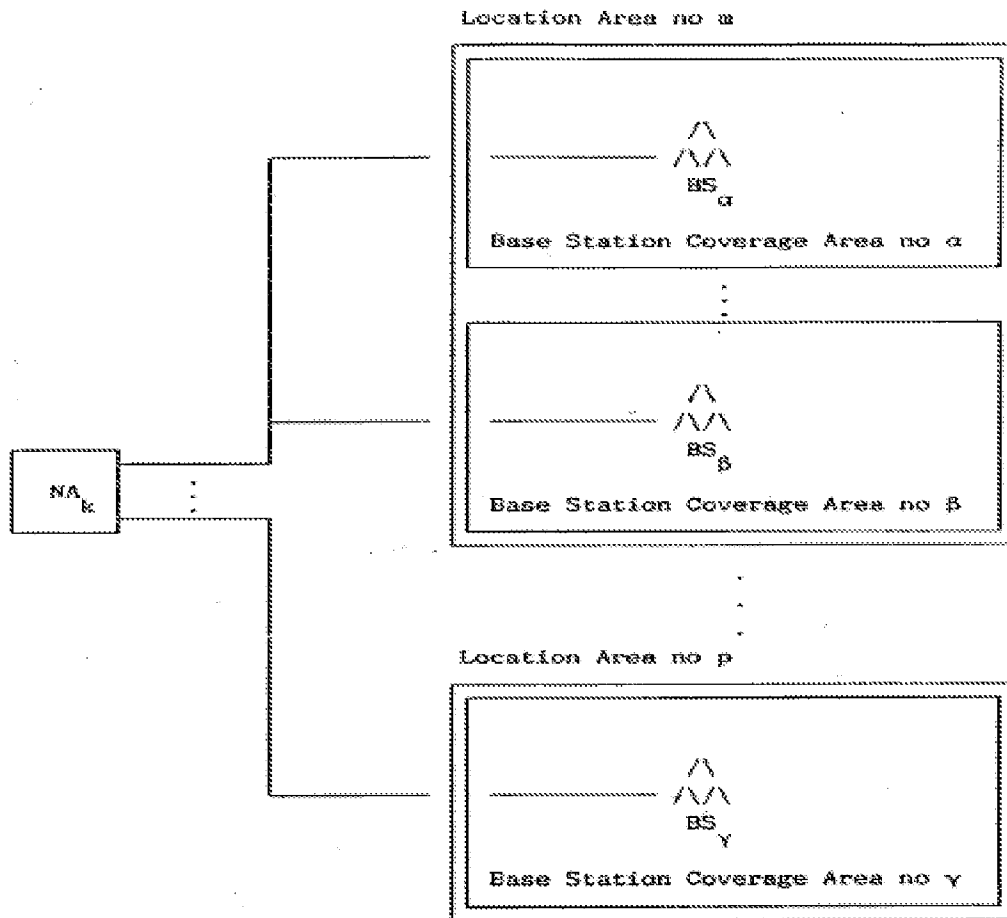 Location Area no m
BS α
Base Station Coverage Area no α
BS β
Base Station Coverage Area no β
NA k
Location Area no p
BS γ
Base Station Coverage Area no γ